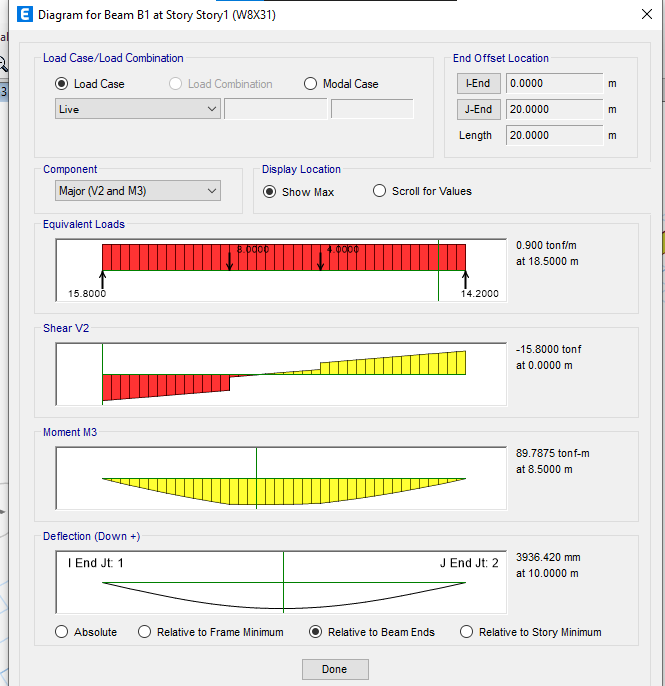 E Diagram for Beam B1 at Story Story1 (W8X31)
al
3
Load Case/Load Combination
Load Case Load Combination Modal Case
Live
End Offset Location
I-End 0.0000 m
J-End 20.0000 m
Length 20.0000 m
Component
Major (V2 and M3)
Display Location
Show Max Scroll for Values
Equivalent Loads
8.0000 4.0000
15.8000 14.2000
0.900 tonf/m
at 18.5000 m
Shear V2
-15.8000 tonf
at 0.0000 m
Moment M3
89.7875 tonf-m
at 8.5000 m
Deflection (Down +)
I End Jt: 1 J End Jt: 2
3936.420 mm
at 10.0000 m
Absolute Relative to Frame Minimum Relative to Beam Ends Relative to Story Minimum
Done